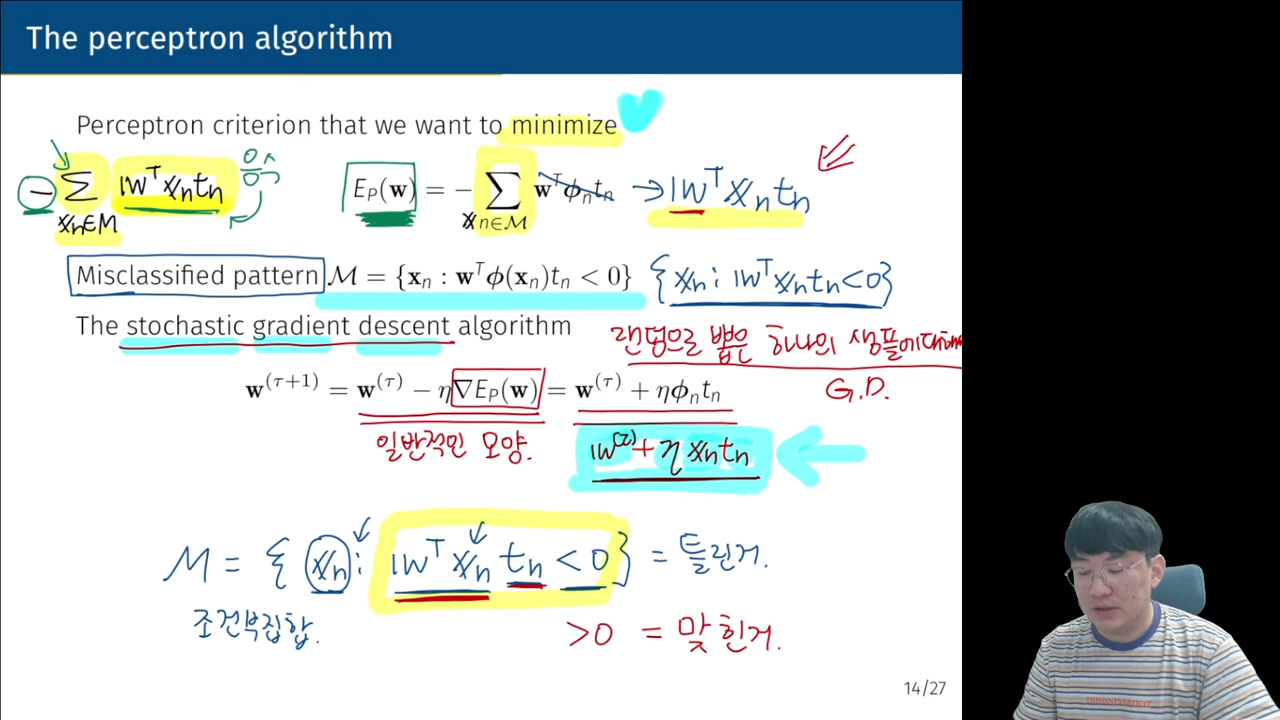 The perceptron algorithm
Perceptron criterion that we want to minimize
음수
− ∑ wᵀxₙtₙ
xₙ∈M
E_P(w) = − ∑ wᵀϕₙtₙ → wᵀxₙtₙ
n∈M
Misclassified pattern M = {xₙ : wᵀϕ(xₙ)tₙ < 0} {xₙ : wᵀxₙtₙ<0}
The stochastic gradient descent algorithm
랜덤으로 뽑은 하나의 샘플에대해
G.D.
w^(τ+1) = w^(τ) − η∇E_P(w) = w^(τ) + ηϕₙtₙ
일반적인 모양.
w^(τ) + ηxₙtₙ
M = { xₙ : wᵀxₙ tₙ < 0} = 틀린거.
조건부집합.
>0 = 맞힌거.
14/27